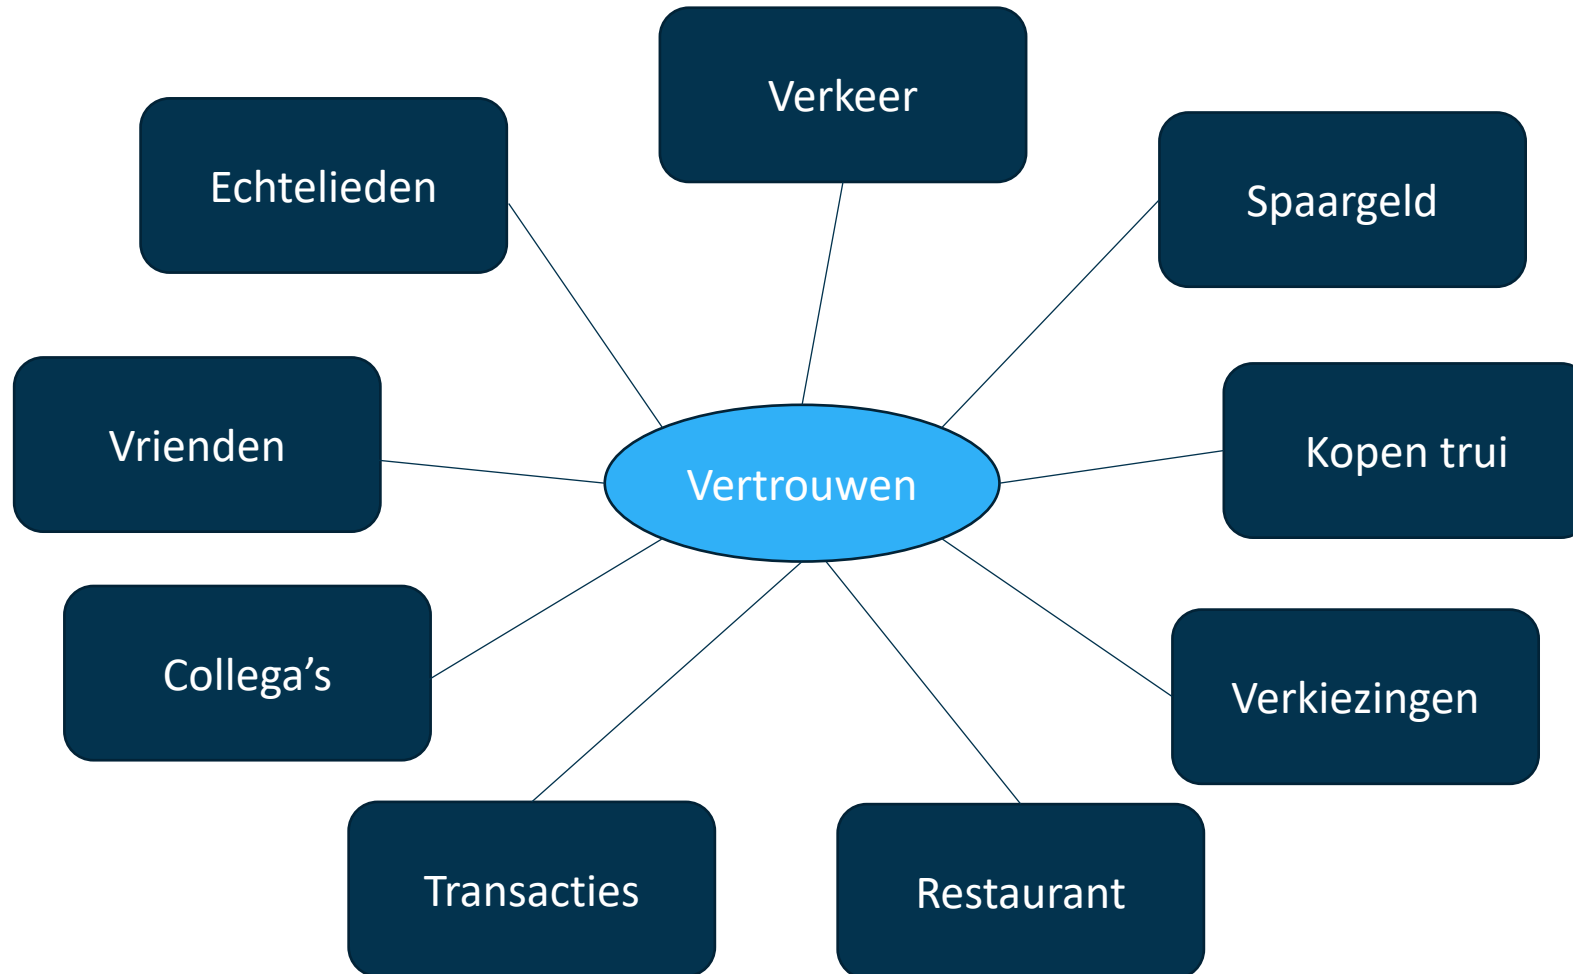 Verkeer
Echtelieden
Spaargeld
Vrienden
Kopen trui
Vertrouwen
Collega’s
Verkiezingen
Transacties
Restaurant